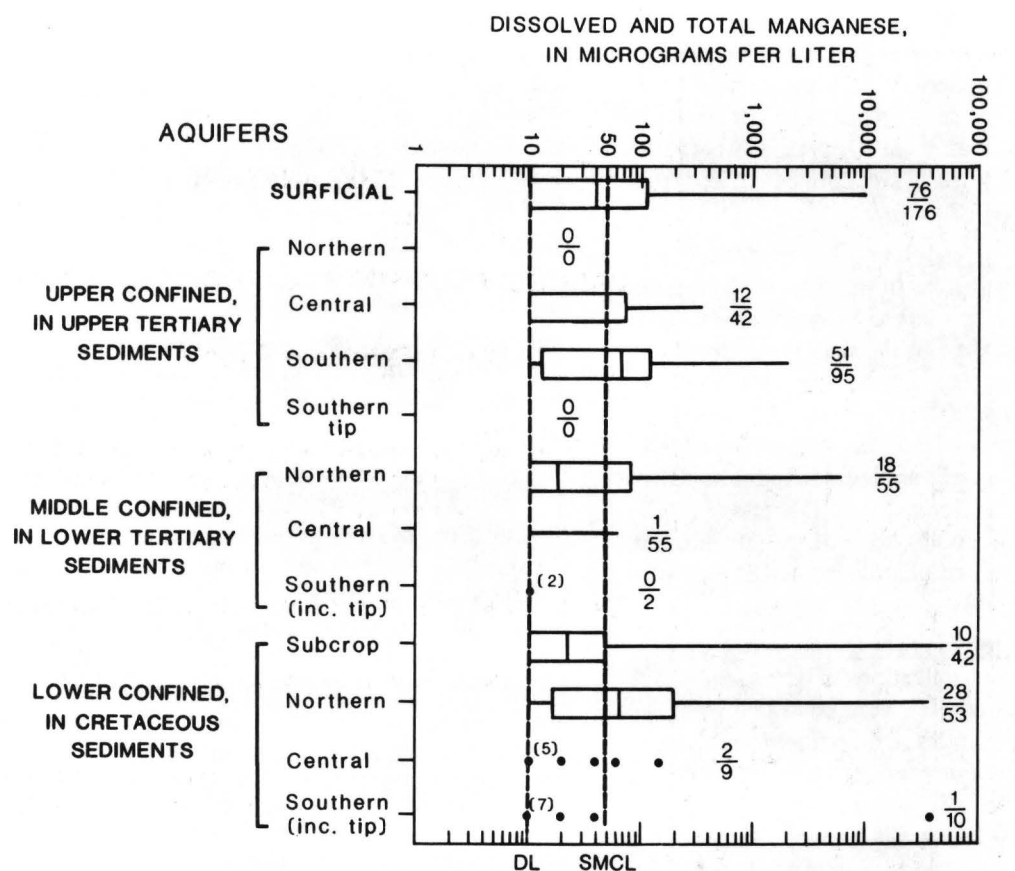 DISSOLVED AND TOTAL MANGANESE,
IN MICROGRAMS PER LITER
AQUIFERS
1
10
50
100
1,000
10,000
100,000
SURFICIAL
76
176
UPPER CONFINED,
IN UPPER TERTIARY
SEDIMENTS
Northern
0
0
Central
12
42
Southern
51
95
Southern
tip
0
0
MIDDLE CONFINED,
IN LOWER TERTIARY
SEDIMENTS
Northern
18
55
Central
1
55
Southern
(inc. tip)
(2)
0
2
LOWER CONFINED,
IN CRETACEOUS
SEDIMENTS
Subcrop
10
42
Northern
28
53
Central
(5)
2
9
Southern
(inc. tip)
(7)
1
10
DL
SMCL